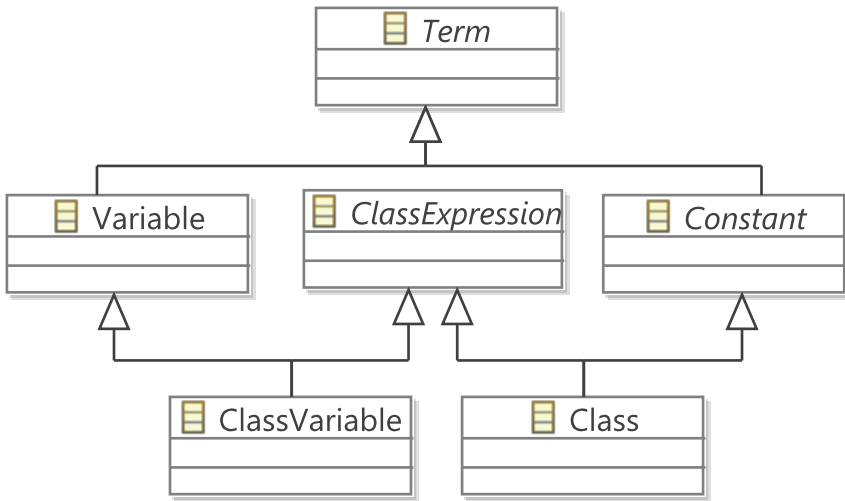 Term
Variable
ClassExpression
Constant
ClassVariable
Class